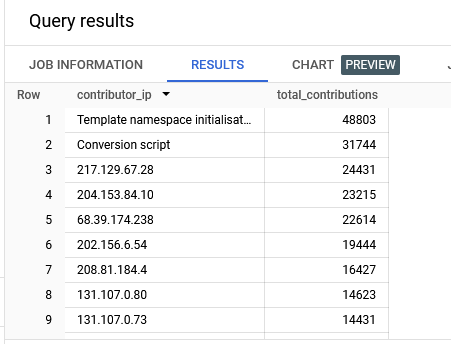 Query results
JOB INFORMATION RESULTS CHART PREVIEW
Row contributor_ip total_contributions
1 Template namespace initialisat... 48803
2 Conversion script 31744
3 217.129.67.28 24431
4 204.153.84.10 23215
5 68.39.174.238 22614
6 202.156.6.54 19444
7 208.81.184.4 16427
8 131.107.0.80 14623
9 131.107.0.73 14431